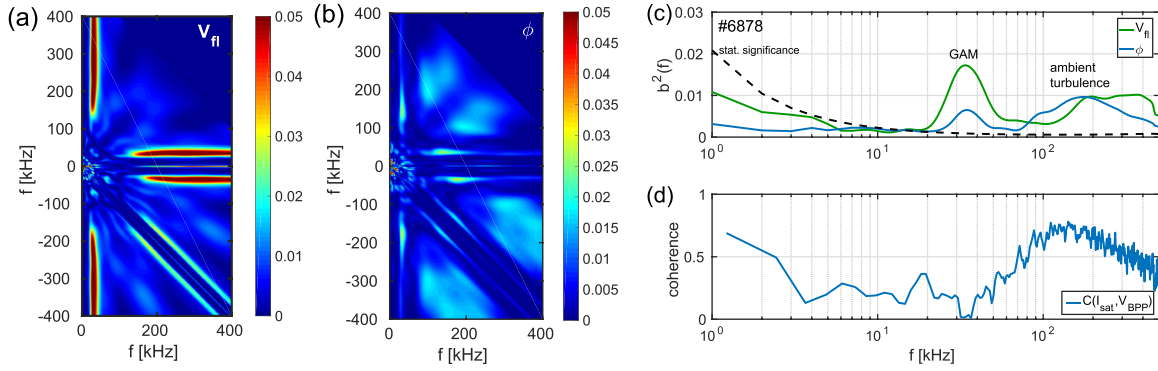 (a)
V_fl
400
300
200
100
0
-100
-200
-300
-400
f [kHz]
0
200
400
f [kHz]
0.05
0.04
0.03
0.02
0.01
0
(b)
ϕ
400
300
200
100
0
-100
-200
-300
-400
f [kHz]
0
200
400
f [kHz]
0.05
0.045
0.04
0.035
0.03
0.025
0.02
0.015
0.01
0.005
0
(c)
#6878
stat. significance
GAM
ambient
turbulence
V_fl
ϕ
b²(f)
0.03
0.02
0.01
0
10⁰
10¹
10²
(d)
coherence
1
0.5
0
C(I_sat,V_BPP)
10⁰
10¹
10²
f [kHz]